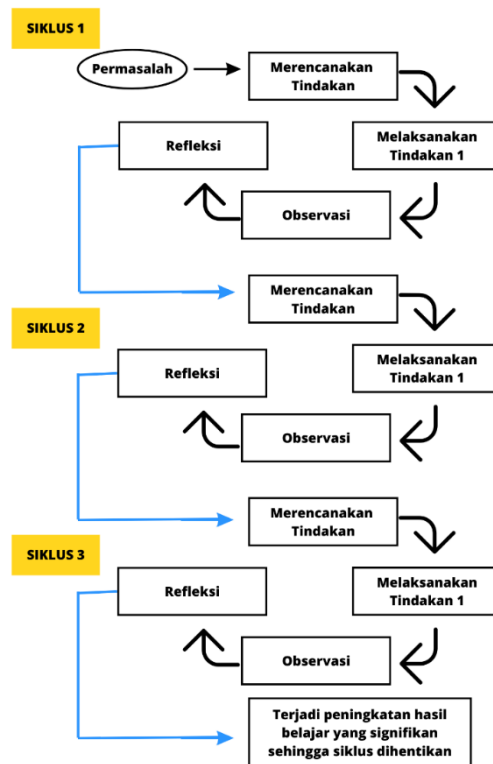 SIKLUS 1
Permasalah
Merencanakan
Tindakan
Melaksanakan
Tindakan 1
Observasi
Refleksi
Merencanakan
Tindakan
SIKLUS 2
Melaksanakan
Tindakan 1
Observasi
Refleksi
Merencanakan
Tindakan
SIKLUS 3
Melaksanakan
Tindakan 1
Observasi
Refleksi
Terjadi peningkatan hasil
belajar yang signifikan
sehingga siklus dihentikan